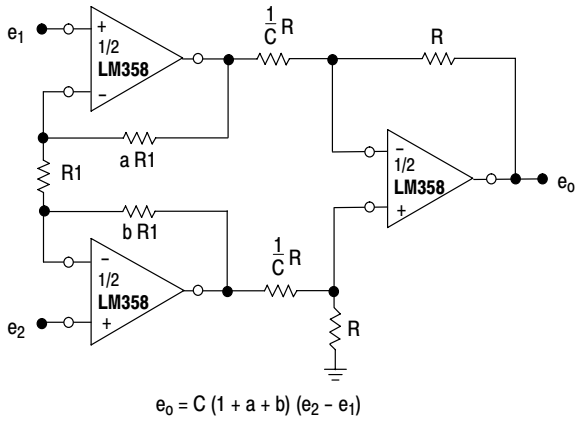 e1
+
1/2
LM358
−
1/C R
R
a R1
R1
b R1
−
1/2
LM358
+
eo
−
1/2
LM358
+
e2
1/C R
R
eo = C (1 + a + b) (e2 − e1)